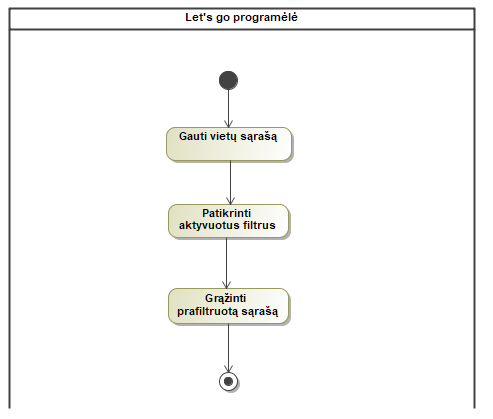 Let's go programėlė
Gauti vietų sąrašą
Patikrinti
aktyvuotus filtrus
Grąžinti
prafiltruotą sąrašą